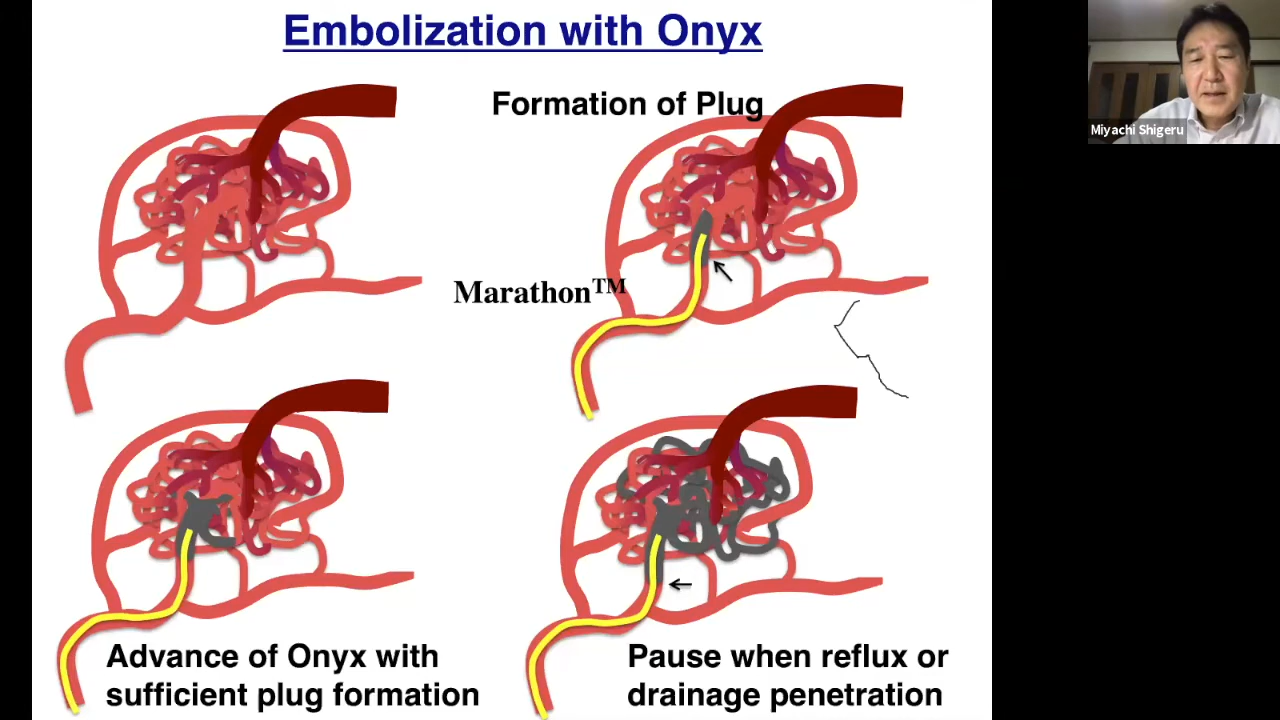 Embolization with Onyx
Formation of Plug
Miyachi Shigeru
Marathon™
Advance of Onyx with
sufficient plug formation
Pause when reflux or
drainage penetration